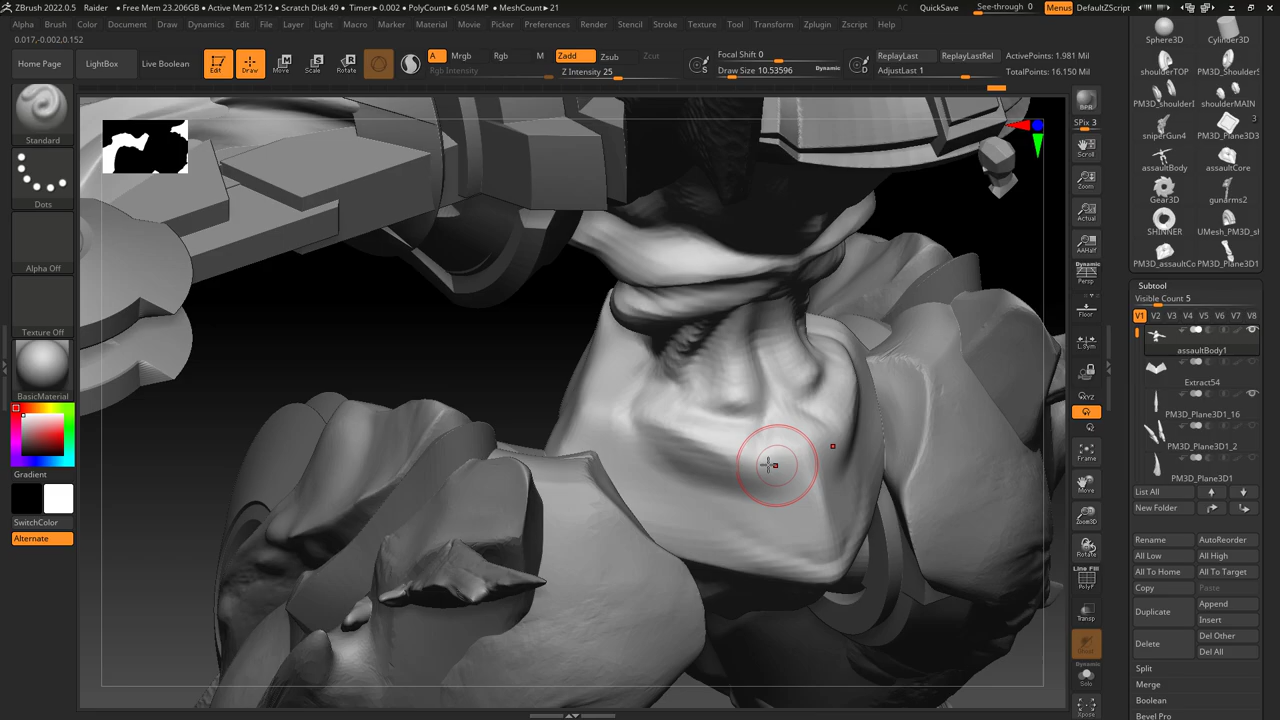 ZBrush 2022.0.5 Raider • Free Mem 23.206GB • Active Mem 2512 • Scratch Disk 49 • Timer▶0.002 • PolyCount▶6.054 MP • MeshCount▶21 AC QuickSave See-through 0 Menus DefaultZScript
Alpha Brush Color Document Draw Dynamics Edit File Layer Light Macro Marker Material Movie Picker Preferences Render Stencil Stroke Texture Tool Transform Zplugin Zscript Help
0.017,-0.002,0.152
Home Page LightBox Live Boolean Edit Draw Move Scale Rotate A Mrgb Rgb M Zadd Zsub Zcut Focal Shift 0 ReplayLast ReplayLastRel ActivePoints: 1.981 Mil
Rgb Intensity Z Intensity 25 S Draw Size 10.53596 Dynamic D AdjustLast 1 TotalPoints: 16.150 Mil
Standard
Dots
Alpha Off
Texture Off
BasicMaterial
Gradient
SwitchColor
Alternate
BPR
SPix 3
Scroll
Zoom
Actual
AAHalf
Dynamic
Persp
Floor
L.Sym
XYZ
Y
Z
Frame
Move
Zoom3D
Rotate
Line Fill
PolyF
Transp
Ghost
Dynamic
Solo
Xpose
Sphere3D Cylinder3D
shoulderTOP PM3D_ShoulderS
PM3D_shoulderI shoulderMAIN
3
sniperGun4 PM3D_Plane3D3
assaultBody assaultCore
Gear3D gunarms2
SHINNER UMesh_PM3D_sl
PM3D_assaultCo PM3D_Plane3D1
Subtool
Visible Count 5
V1 V2 V3 V4 V5 V6 V7 V8
assaultBody1
Extract54
PM3D_Plane3D1_16
PM3D_Plane3D1_2
PM3D_Plane3D1
List All
New Folder
Rename AutoReorder
All Low All High
All To Home All To Target
Copy Paste
Duplicate Append
Insert
Delete Del Other
Del All
Split
Merge
Boolean
Bevel Pro